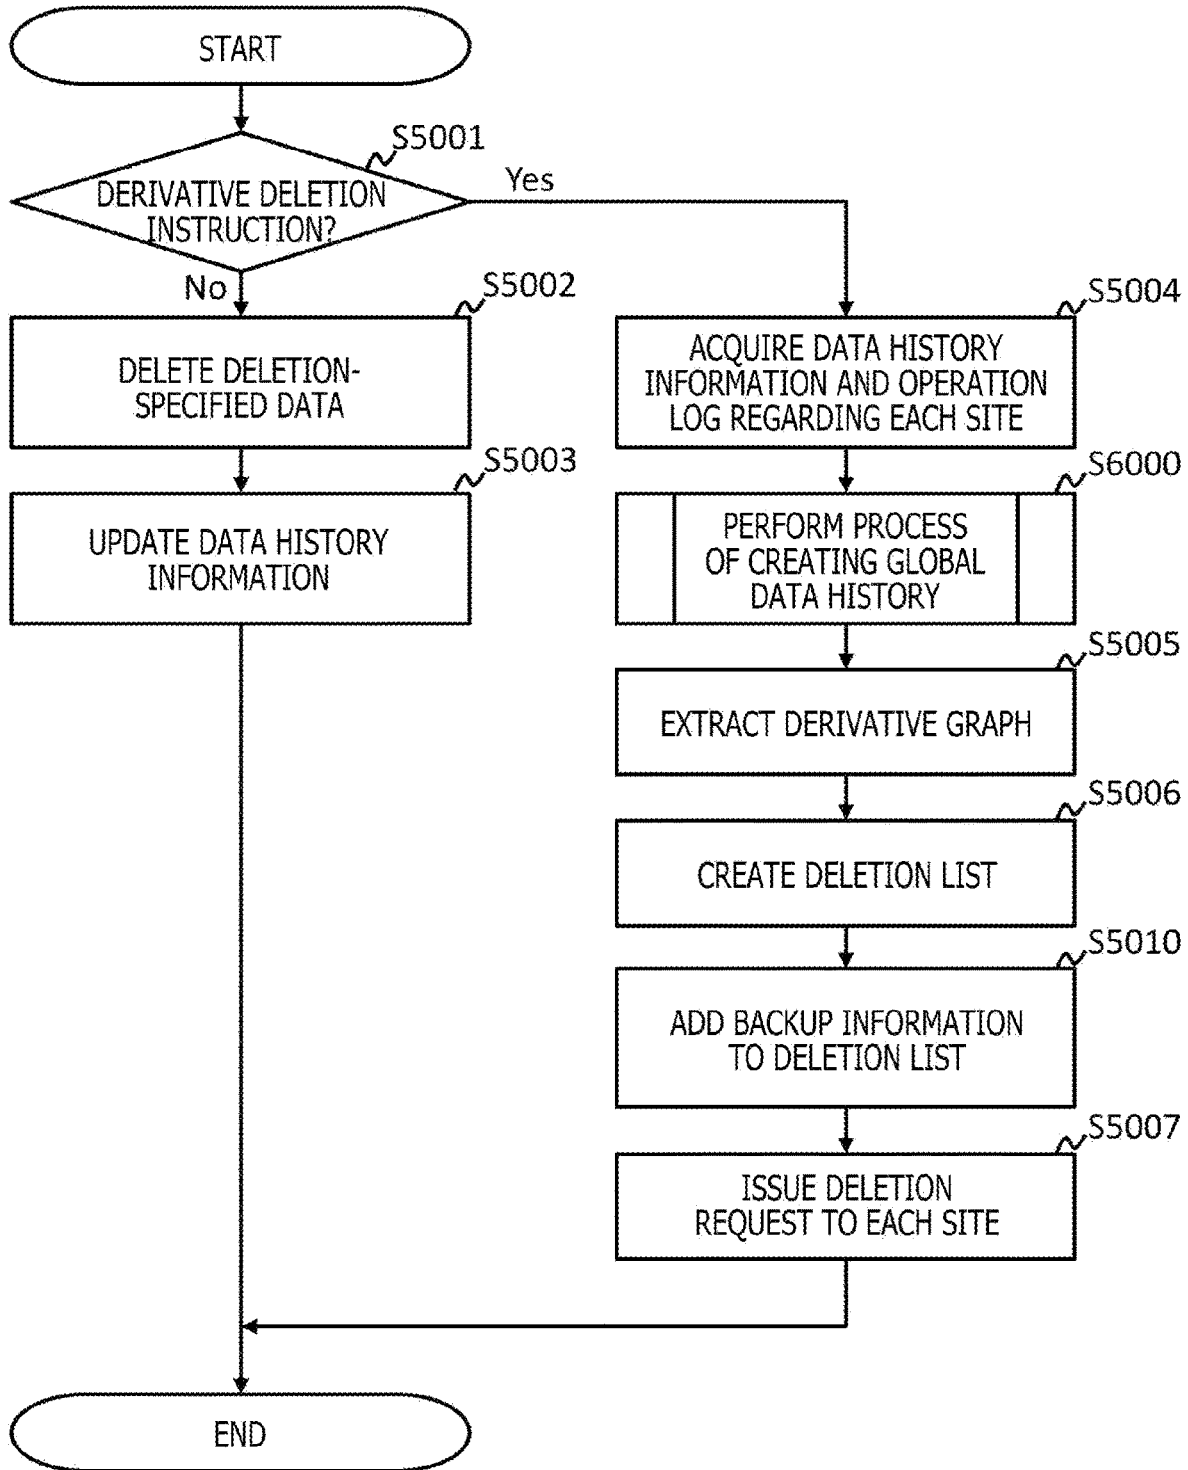 START
S5001
DERIVATIVE DELETION
INSTRUCTION?
Yes
No
S5002
DELETE DELETION-
SPECIFIED DATA
S5003
UPDATE DATA HISTORY
INFORMATION
S5004
ACQUIRE DATA HISTORY
INFORMATION AND OPERATION
LOG REGARDING EACH SITE
S6000
PERFORM PROCESS
OF CREATING GLOBAL
DATA HISTORY
S5005
EXTRACT DERIVATIVE GRAPH
S5006
CREATE DELETION LIST
S5010
ADD BACKUP INFORMATION
TO DELETION LIST
S5007
ISSUE DELETION
REQUEST TO EACH SITE
END